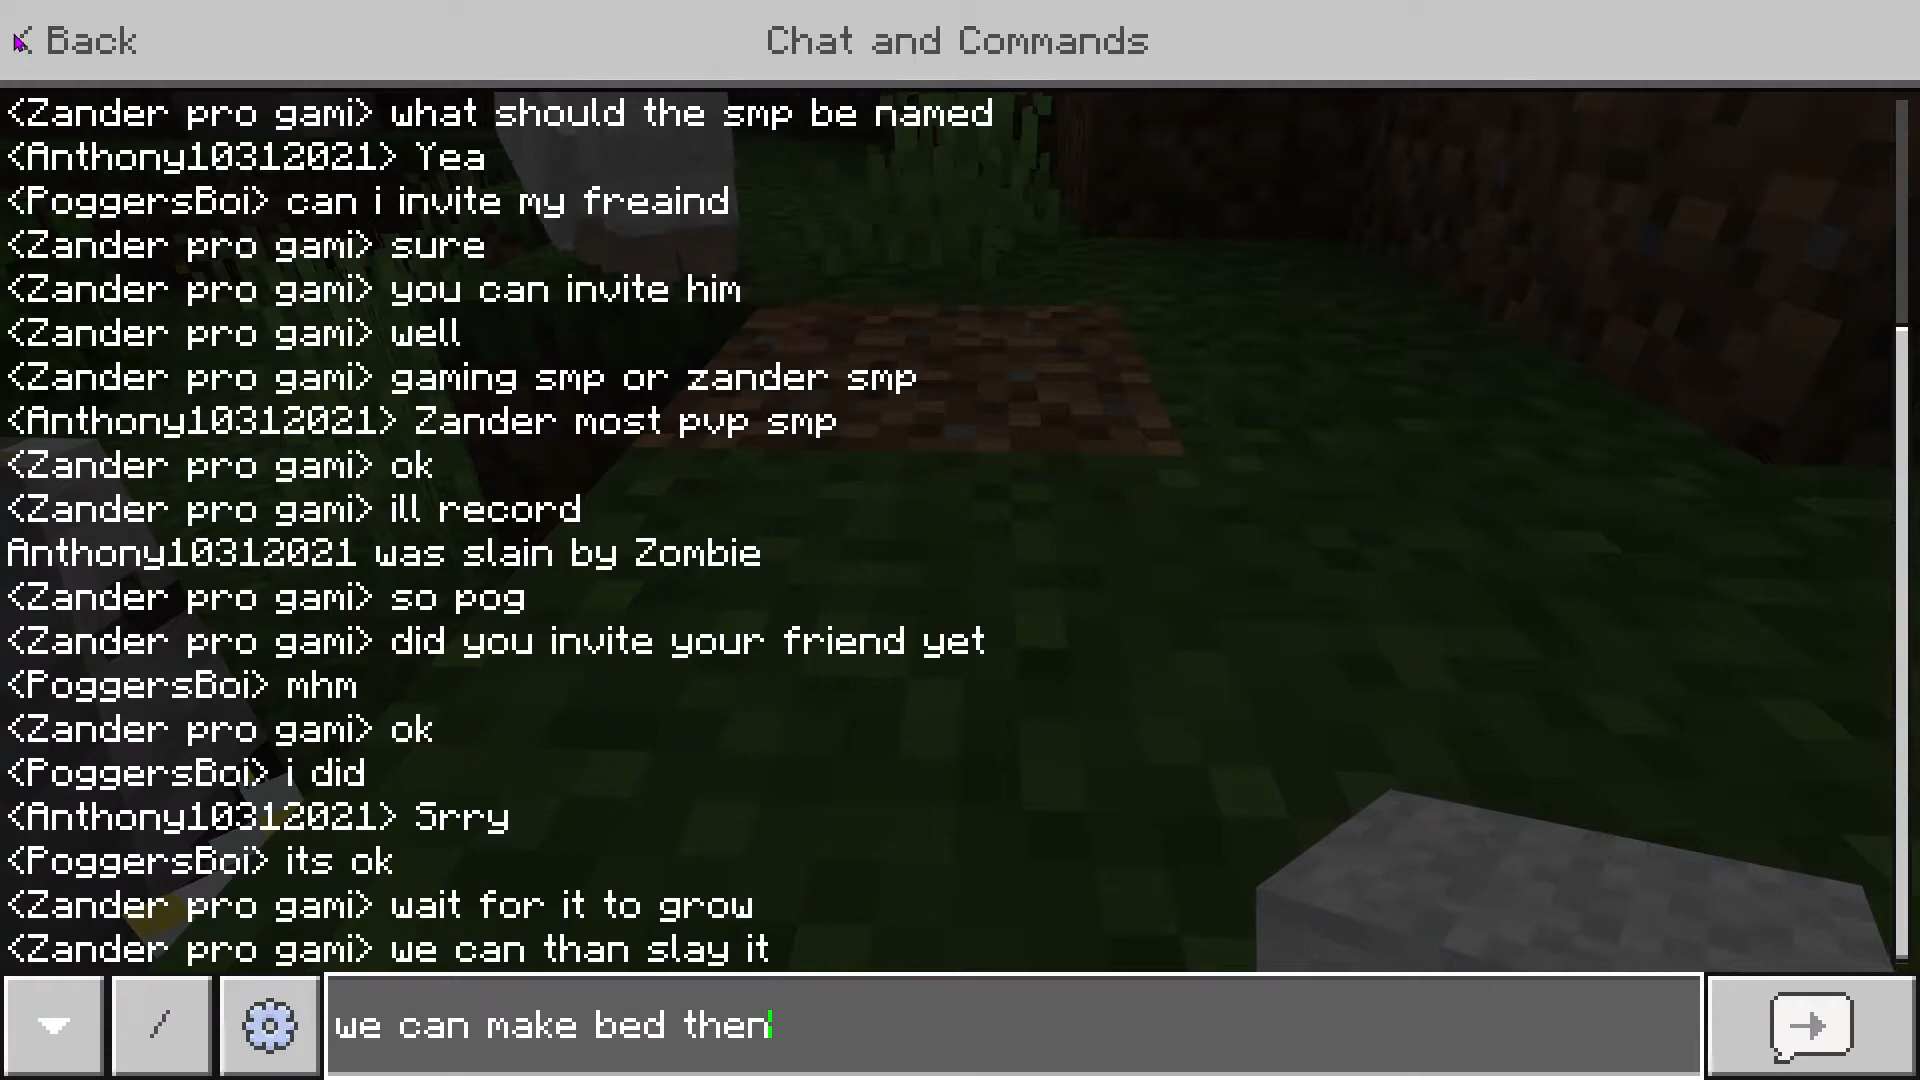 Back
Chat and Commands
<Zander pro gami> what should the smp be named
<Anthony10312021> Yea
<PoggersBoi> can i invite my freaind
<Zander pro gami> sure
<Zander pro gami> you can invite him
<Zander pro gami> well
<Zander pro gami> gaming smp or zander smp
<Anthony10312021> Zander most pvp smp
<Zander pro gami> ok
<Zander pro gami> ill record
Anthony10312021 was slain by Zombie
<Zander pro gami> so pog
<Zander pro gami> did you invite your friend yet
<PoggersBoi> mhm
<Zander pro gami> ok
<PoggersBoi> i did
<Anthony10312021> Srry
<PoggersBoi> its ok
<Zander pro gami> wait for it to grow
<Zander pro gami> we can than slay it
/
we can make bed then